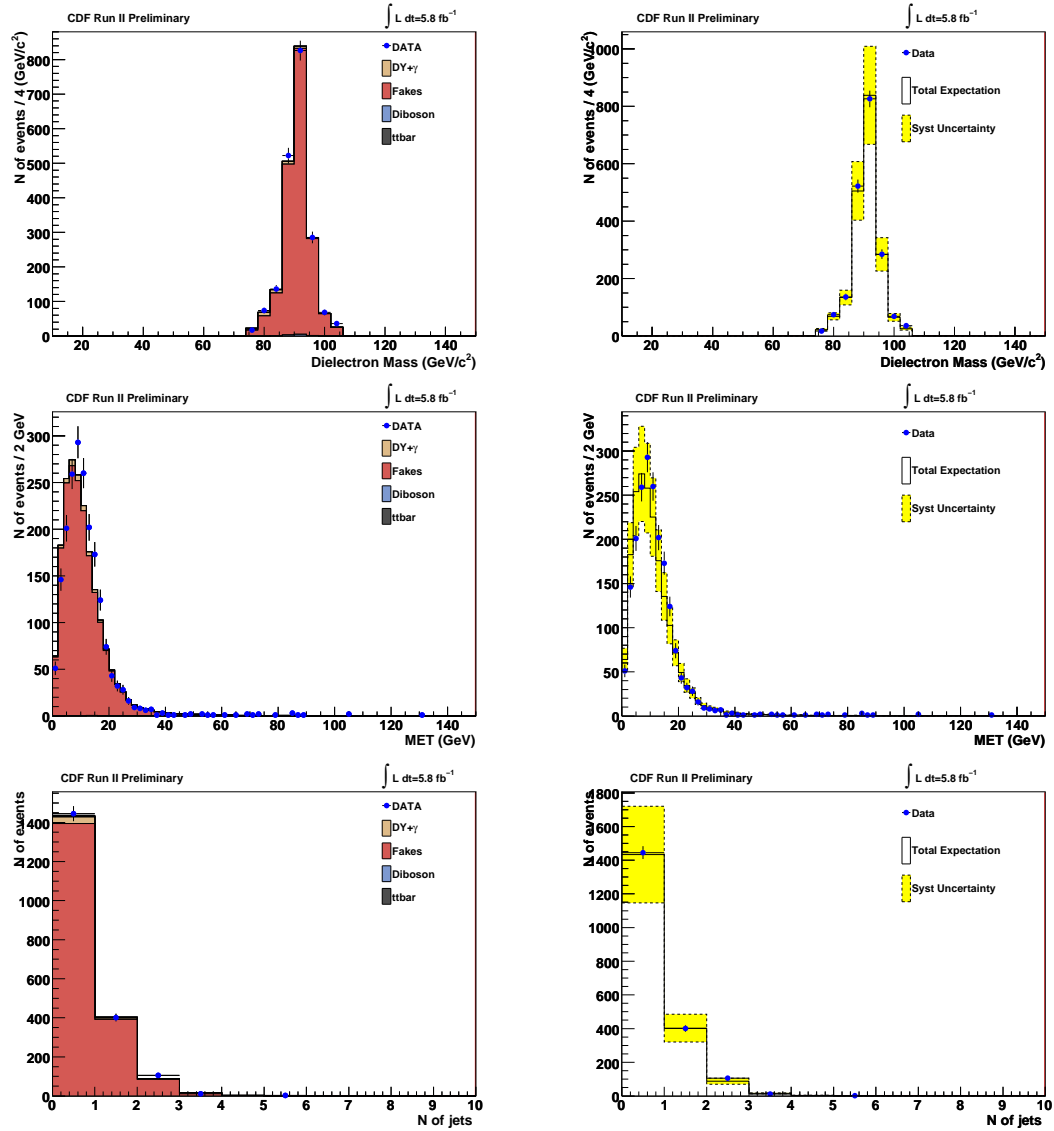 CDF Run II Preliminary
∫ L dt=5.8 fb⁻¹
N of events / 4 (GeV/c²)
800
700
600
500
400
300
200
100
0
DATA
DY+γ
Fakes
Diboson
ttbar
20 40 60 80 100 120 140
Dielectron Mass (GeV/c²)
∫ L dt=5.8 fb⁻¹
CDF Run II Preliminary
N of events / 4 (GeV/c²)
1000
800
600
400
200
0
Data
Total Expectation
Syst Uncertainty
20 40 60 80 100 120 140
Dielectron Mass (GeV/c²)
CDF Run II Preliminary
∫ L dt=5.8 fb⁻¹
N of events / 2 GeV
300
250
200
150
100
50
0
DATA
DY+γ
Fakes
Diboson
ttbar
0 20 40 60 80 100 120 140
MET (GeV)
CDF Run II Preliminary
∫ L dt=5.8 fb⁻¹
N of events / 2 GeV
300
250
200
150
100
50
0
Data
Total Expectation
Syst Uncertainty
0 20 40 60 80 100 120 140
MET (GeV)
CDF Run II Preliminary
∫ L dt=5.8 fb⁻¹
N of events
1400
1200
1000
800
600
400
200
0
DATA
DY+γ
Fakes
Diboson
ttbar
0 1 2 3 4 5 6 7 8 9 10
N of jets
CDF Run II Preliminary
∫ L dt=5.8 fb⁻¹
N of events
1800
1600
1400
1200
1000
800
600
400
200
0
Data
Total Expectation
Syst Uncertainty
0 1 2 3 4 5 6 7 8 9 10
N of jets